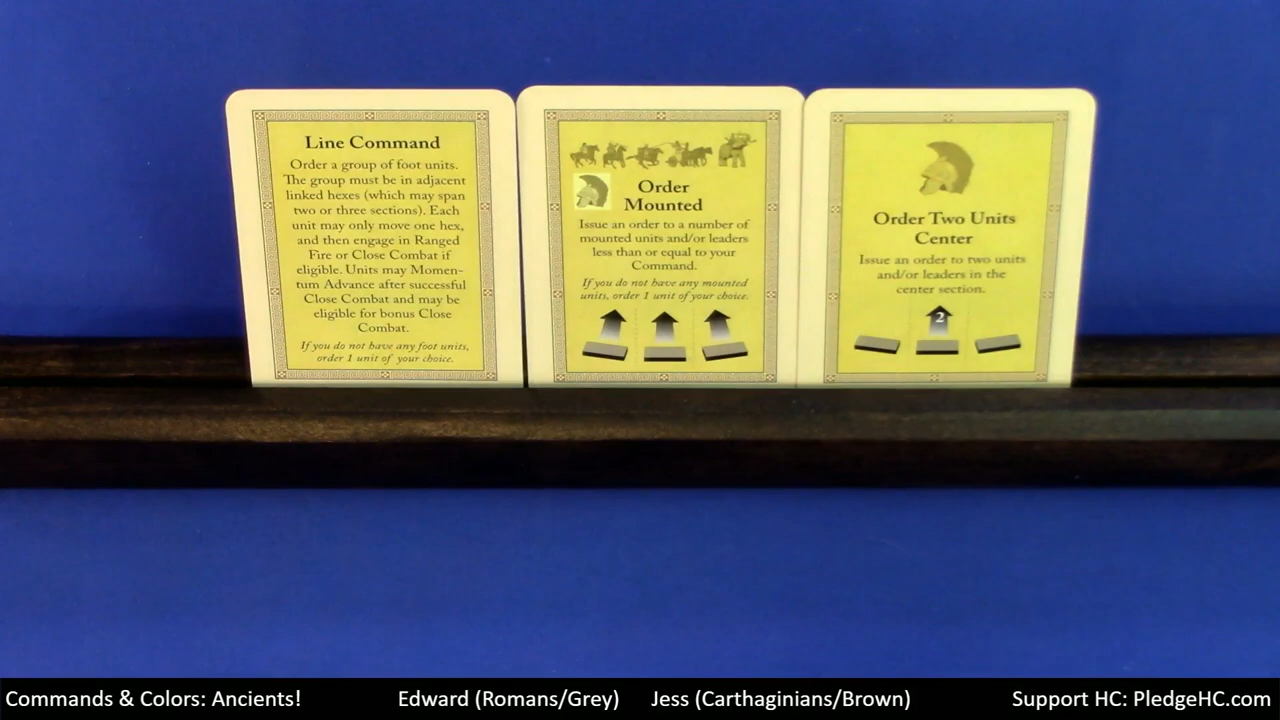 Line Command
Order a group of foot units.
The group must be in adjacent
linked hexes (which may span
two or three sections). Each
unit may only move one hex,
and then engage in Ranged
Fire or Close Combat if
eligible. Units may Momen-
tum Advance after successful
Close Combat and may be
eligible for bonus Close
Combat.
If you do not have any foot units,
order 1 unit of your choice.
Order
Mounted
Issue an order to a number of
mounted units and/or leaders
less than or equal to your
Command.
If you do not have any mounted
units, order 1 unit of your choice.
Order Two Units
Center
Issue an order to two units
and/or leaders in the
center section.
2
Commands & Colors: Ancients! Edward (Romans/Grey) Jess (Carthaginians/Brown) Support HC: PledgeHC.com